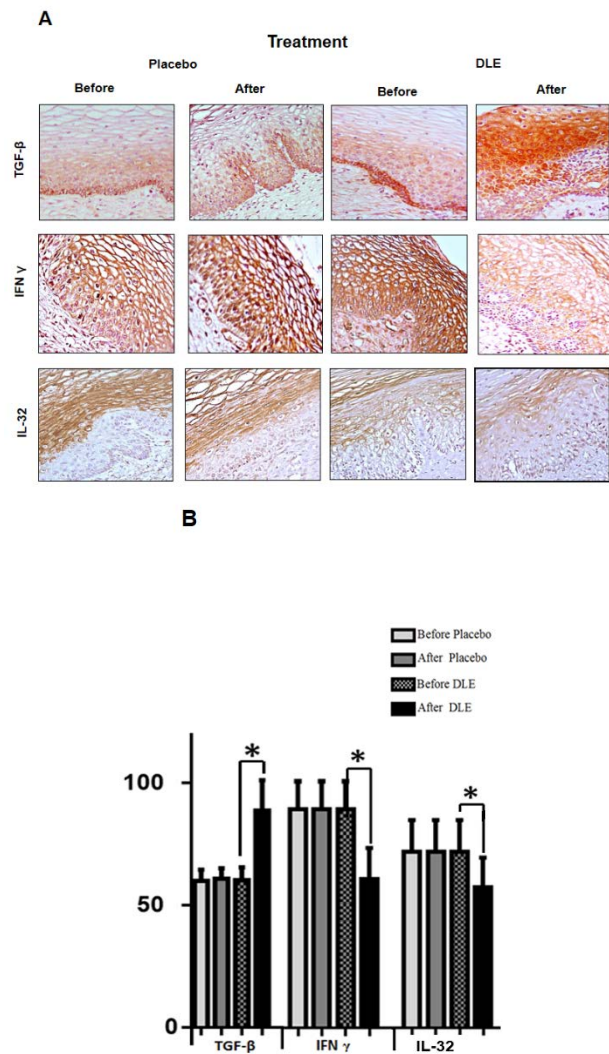 A
Treatment
Placebo DLE
Before After Before After
TGF-β
IFN γ
IL-32
B
Before Placebo
After Placebo
Before DLE
After DLE
* * *
100
50
0
TGF-β IFN γ IL-32